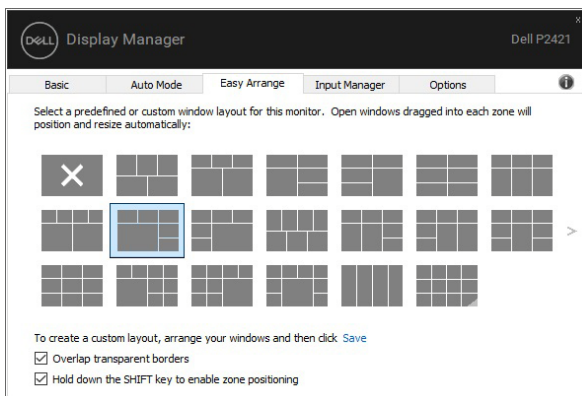 x
DELL Display Manager
Dell P2421
Basic Auto Mode Easy Arrange Input Manager Options i
Select a predefined or custom window layout for this monitor. Open windows dragged into each zone will
position and resize automatically:
>
To create a custom layout, arrange your windows and then click Save
Overlap transparent borders
Hold down the SHIFT key to enable zone positioning